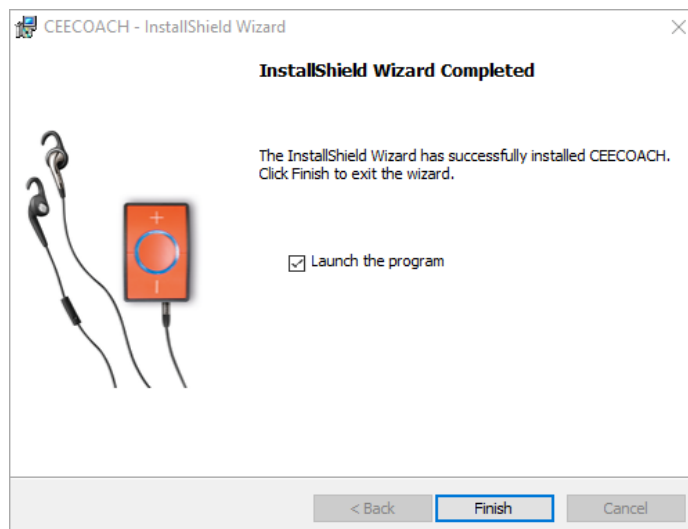 CEECOACH - InstallShield Wizard
InstallShield Wizard Completed
The InstallShield Wizard has successfully installed CEECOACH.
Click Finish to exit the wizard.
Launch the program
< Back
Finish
Cancel